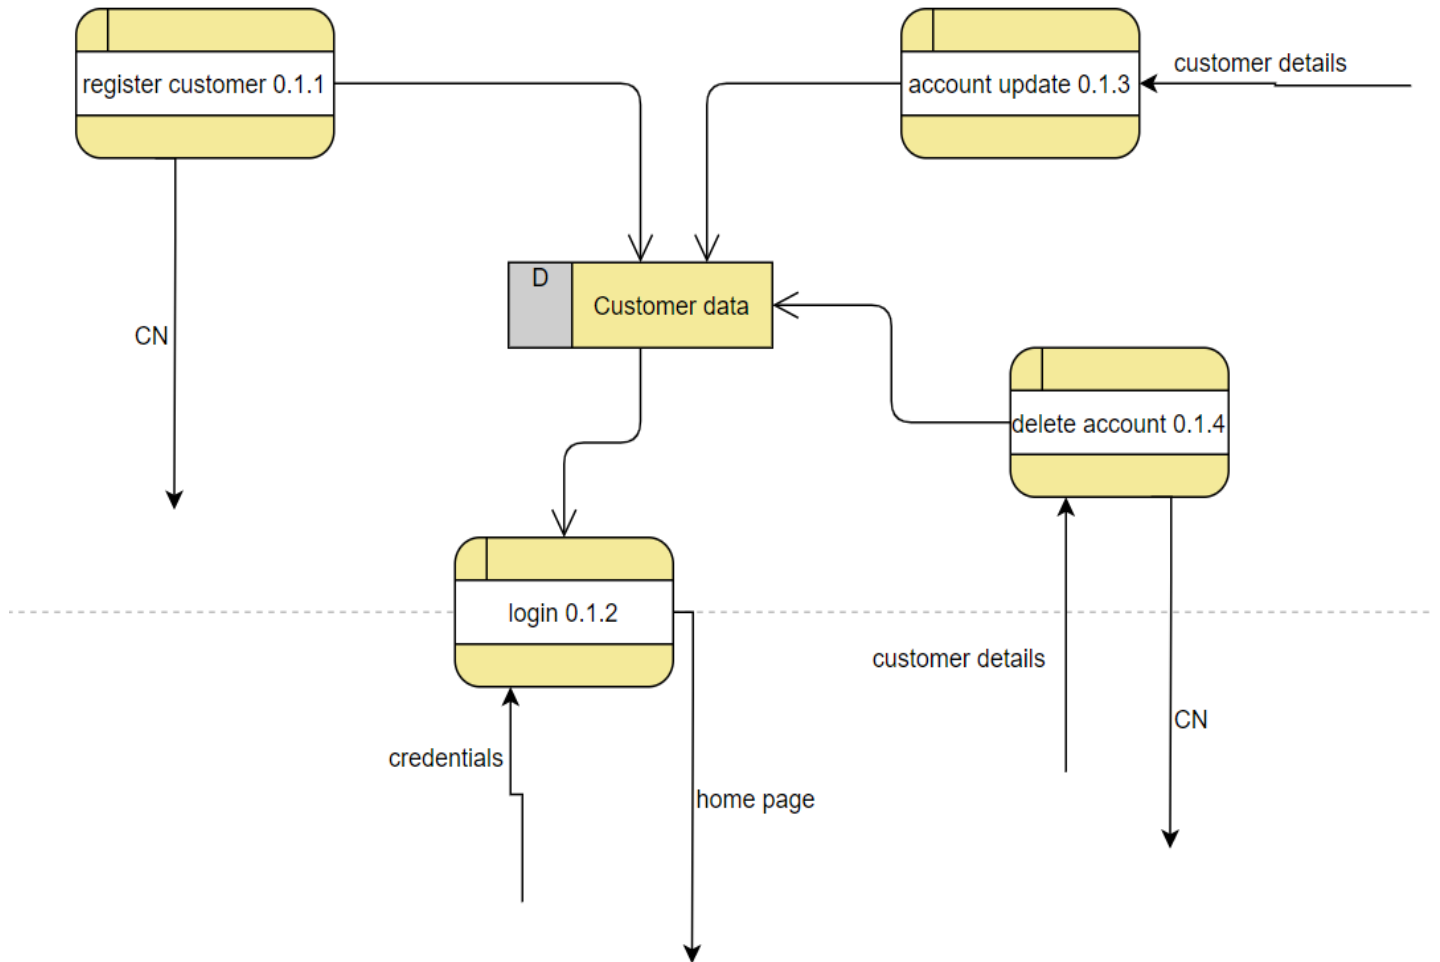 customer details
register customer 0.1.1
account update 0.1.3
D
Customer data
CN
delete account 0.1.4
login 0.1.2
customer details
CN
credentials
home page